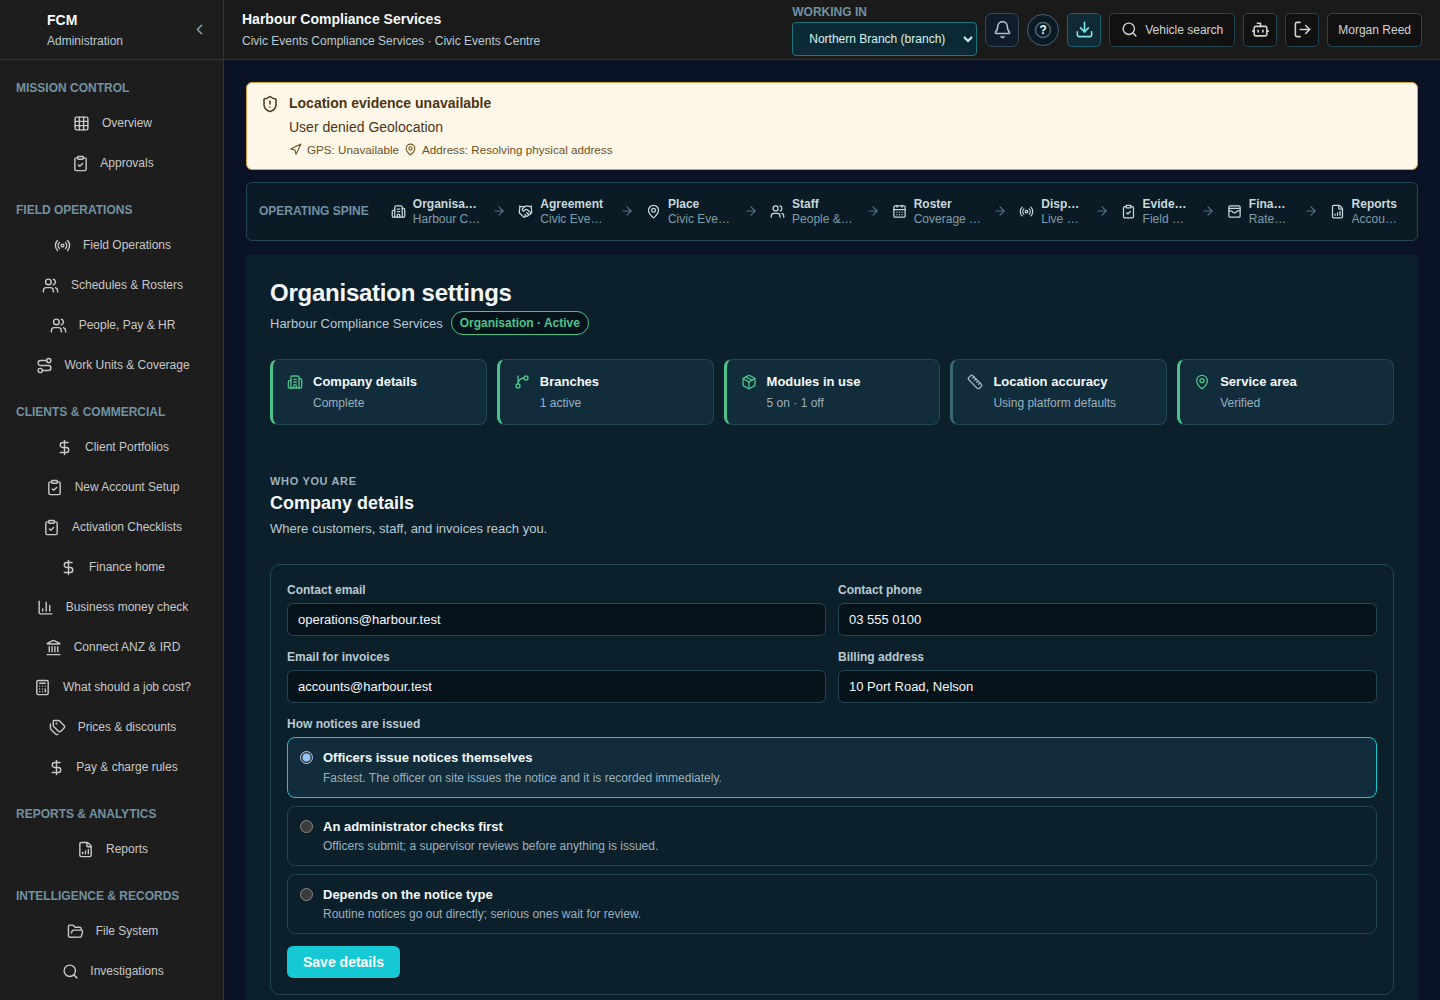 FCM
Administration
Harbour Compliance Services
Civic Events Compliance Services · Civic Events Centre
WORKING IN
Northern Branch (branch)
?
Vehicle search
Morgan Reed
MISSION CONTROL
Overview
Approvals
FIELD OPERATIONS
Field Operations
Schedules & Rosters
People, Pay & HR
Work Units & Coverage
CLIENTS & COMMERCIAL
Client Portfolios
New Account Setup
Activation Checklists
Finance home
Business money check
Connect ANZ & IRD
What should a job cost?
Prices & discounts
Pay & charge rules
REPORTS & ANALYTICS
Reports
INTELLIGENCE & RECORDS
File System
Investigations
Location evidence unavailable
User denied Geolocation
GPS: Unavailable Address: Resolving physical address
OPERATING SPINE
Organisa…
Harbour C…
Agreement
Civic Eve…
Place
Civic Eve…
Staff
People &…
Roster
Coverage …
Disp…
Live …
Evide…
Field …
Fina…
Rate…
Reports
Accou…
Organisation settings
Harbour Compliance Services Organisation · Active
Company details
Complete
Branches
1 active
Modules in use
5 on · 1 off
Location accuracy
Using platform defaults
Service area
Verified
WHO YOU ARE
Company details
Where customers, staff, and invoices reach you.
Contact email
operations@harbour.test
Contact phone
03 555 0100
Email for invoices
accounts@harbour.test
Billing address
10 Port Road, Nelson
How notices are issued
Officers issue notices themselves
Fastest. The officer on site issues the notice and it is recorded immediately.
An administrator checks first
Officers submit; a supervisor reviews before anything is issued.
Depends on the notice type
Routine notices go out directly; serious ones wait for review.
Save details